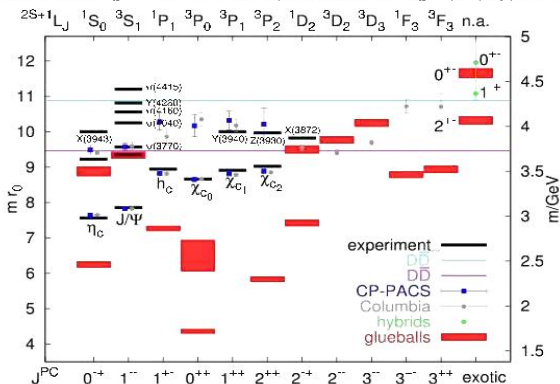 2S+1LJ 1S0 3S1 1P1 3P0 3P1 3P2 1D2 3D2 3D3 1F3 3F3 n.a.
12
11
10
9
8
7
6
5
4
m r0
5
4.5
4
3.5
3
2.5
2
1.5
m/GeV
ψ(4415)
Y(4260)
ψ(4160)
ψ(4040)
ψ(3770)
X(3943)
Y(3940)
Z(3930)
X(3872)
0+-
0+-
1-+
2+-
ηc
J/Ψ
hc
χc0
χc1
χc2
experiment
DD̄
DD̄
CP-PACS
Columbia
hybrids
glueballs
JPC 0-+ 1-- 1+- 0++ 1++ 2++ 2-+ 2-- 3-- 3+- 3++ exotic